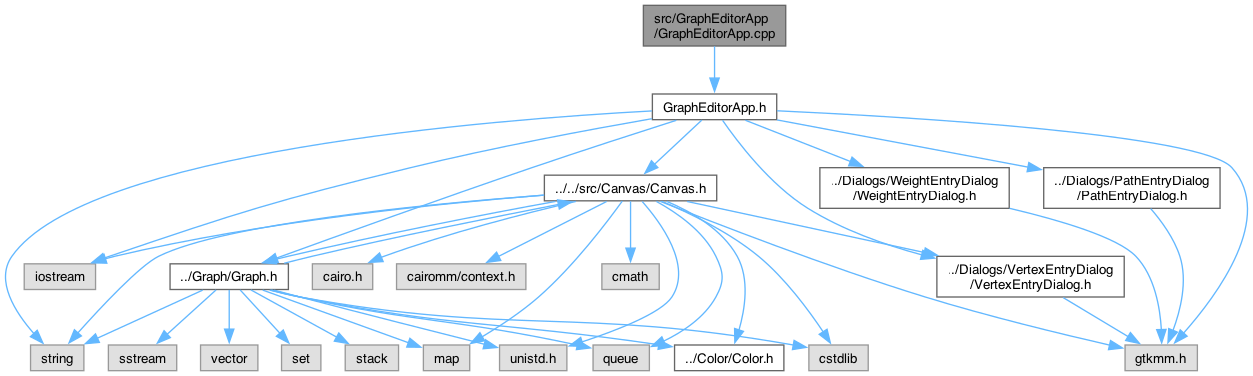 src/GraphEditorApp
/GraphEditorApp.cpp
GraphEditorApp.h
../Dialogs/WeightEntryDialog
/WeightEntryDialog.h
../Dialogs/PathEntryDialog
/PathEntryDialog.h
../../src/Canvas/Canvas.h
iostream
../Graph/Graph.h
cairo.h
cairomm/context.h
cmath
../Dialogs/VertexEntryDialog
/VertexEntryDialog.h
string
sstream
vector
set
stack
map
unistd.h
queue
../Color/Color.h
cstdlib
gtkmm.h